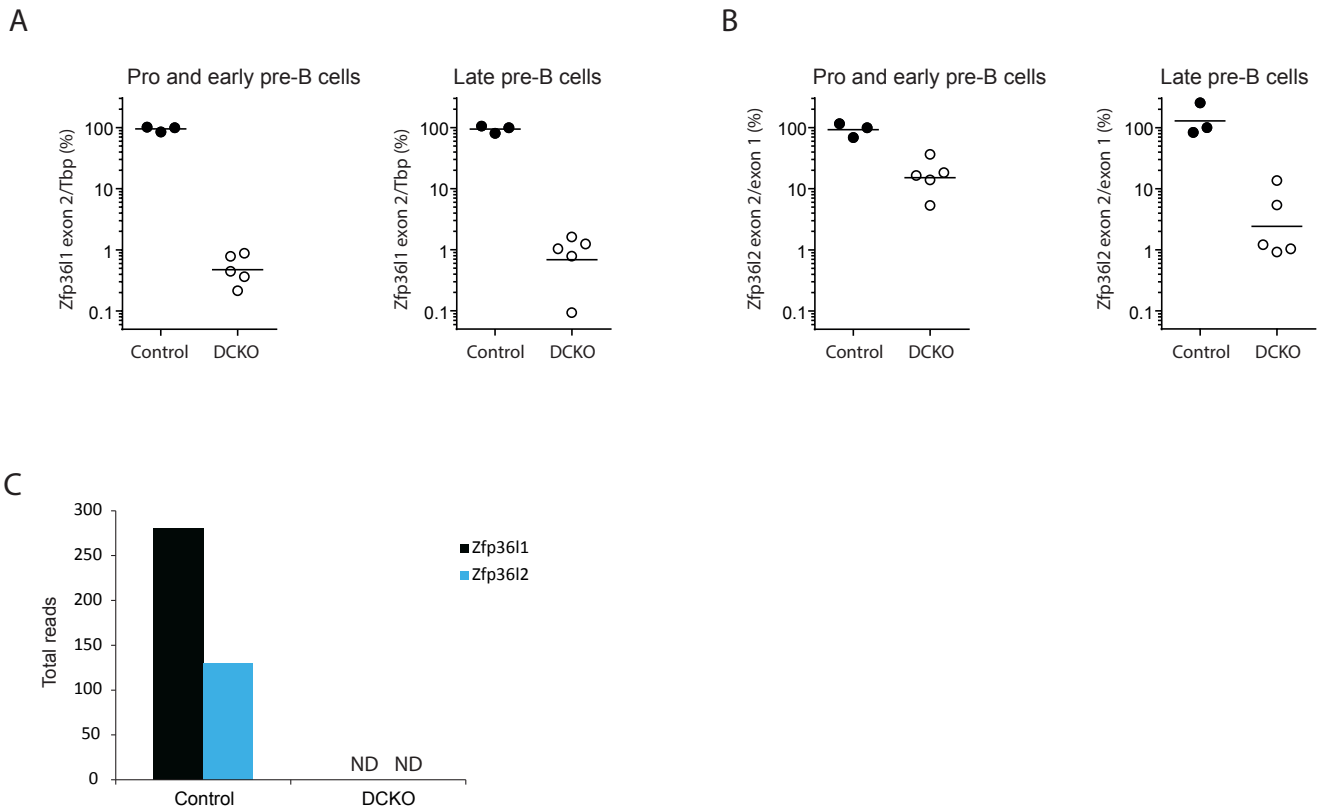 A
Pro and early pre-B cells
Zfp36l1 exon 2/Tbp (%)
100
10
1
0.1
Control
DCKO
Late pre-B cells
Zfp36l1 exon 2/Tbp (%)
100
10
1
0.1
Control
DCKO
B
Pro and early pre-B cells
Zfp36l2 exon 2/exon 1 (%)
100
10
1
0.1
Control
DCKO
Late pre-B cells
Zfp36l2 exon 2/exon 1 (%)
100
10
1
0.1
Control
DCKO
C
Total reads
300
250
200
150
100
50
0
ND ND
Control
DCKO
Zfp36l1
Zfp36l2